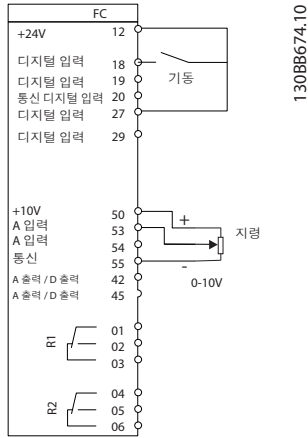 FC
+24V 12
디지털 입력 18
디지털 입력 19
통신 디지털 입력 20
디지털 입력 27
디지털 입력 29
기동
+10V 50
A 입력 53
A 입력 54
통신 55
A 출력 / D 출력 42
A 출력 / D 출력 45
+
-
지령
0-10V
R1
01
02
03
R2
04
05
06
130BB674.10